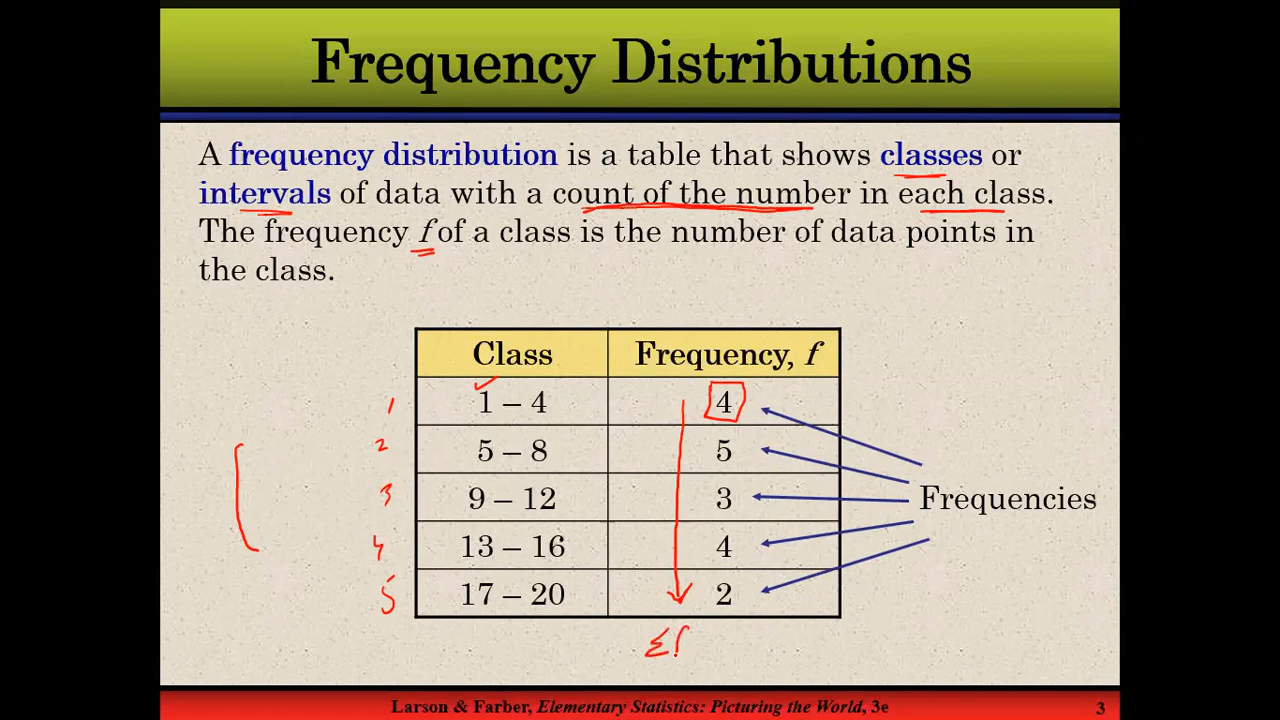 Frequency Distributions
A frequency distribution is a table that shows classes or
intervals of data with a count of the number in each class.
The frequency f of a class is the number of data points in
the class.
Class Frequency, f
1 1 – 4 4
2 5 – 8 5
3 9 – 12 3
4 13 – 16 4
5 17 – 20 2
Frequencies
Σf
Larson & Farber, Elementary Statistics: Picturing the World, 3e 3